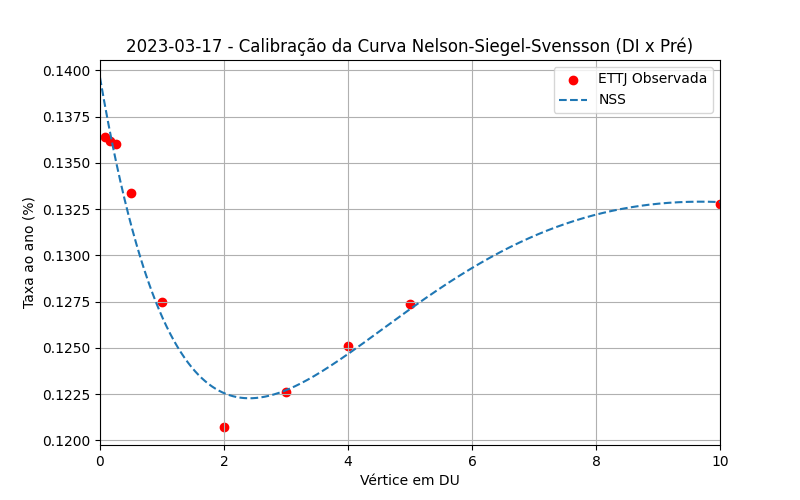 2023-03-17 - Calibração da Curva Nelson-Siegel-Svensson (DI x Pré)
ETTJ Observada
NSS
Taxa ao ano (%)
0.1400
0.1375
0.1350
0.1325
0.1300
0.1275
0.1250
0.1225
0.1200
0 2 4 6 8 10
Vértice em DU